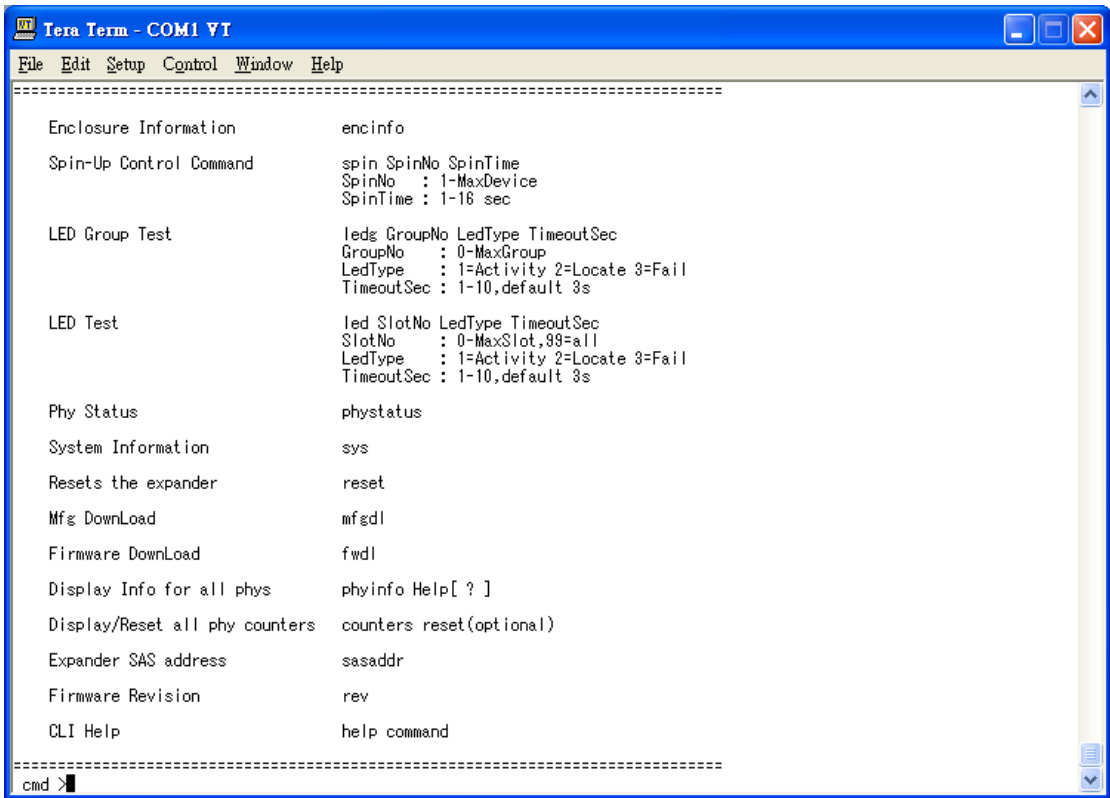 Tera Term - COM1 VT
File Edit Setup Control Window Help
================================================================================
Enclosure Information encinfo
Spin-Up Control Command spin SpinNo SpinTime
SpinNo : 1-MaxDevice
SpinTime : 1-16 sec
LED Group Test ledg GroupNo LedType TimeoutSec
GroupNo : 0-MaxGroup
LedType : 1=Activity 2=Locate 3=Fail
TimeoutSec : 1-10,default 3s
LED Test led SlotNo LedType TimeoutSec
SlotNo : 0-MaxSlot,99=all
LedType : 1=Activity 2=Locate 3=Fail
TimeoutSec : 1-10,default 3s
Phy Status phystatus
System Information sys
Resets the expander reset
Mfg DownLoad mfgdl
Firmware DownLoad fwdl
Display Info for all phys phyinfo Help[ ? ]
Display/Reset all phy counters counters reset(optional)
Expander SAS address sasaddr
Firmware Revision rev
CLI Help help command
================================================================================
cmd >